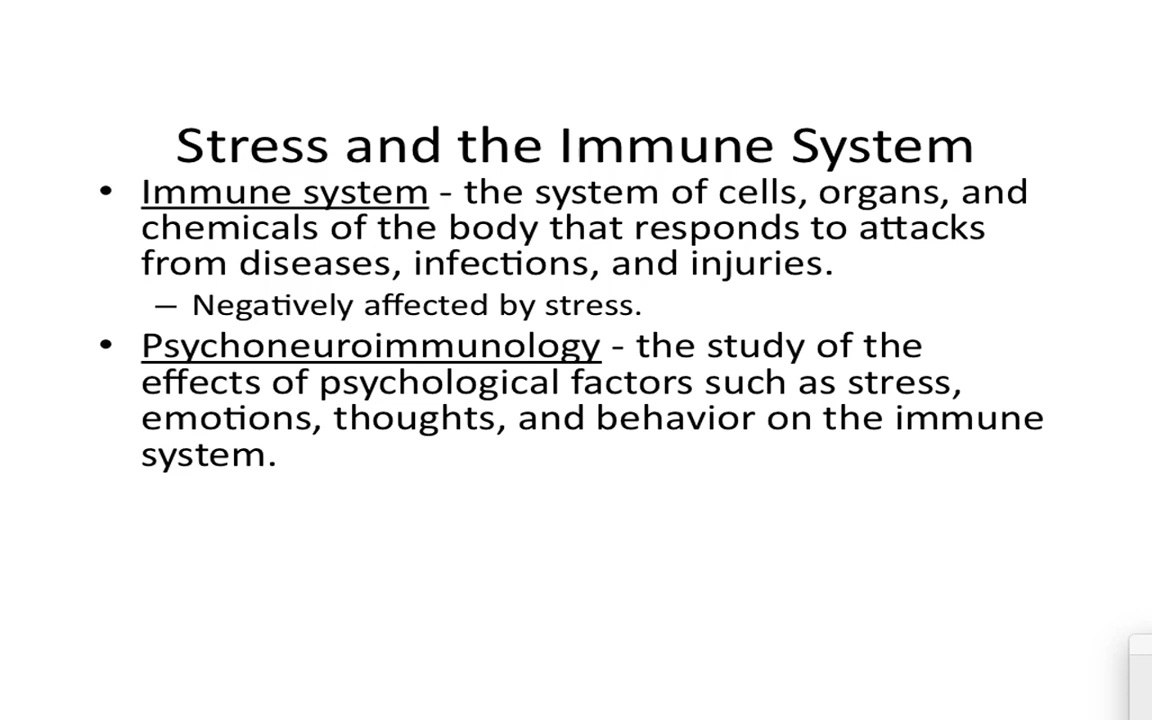 Stress and the Immune System
• Immune system - the system of cells, organs, and
chemicals of the body that responds to attacks
from diseases, infections, and injuries.
– Negatively affected by stress.
• Psychoneuroimmunology - the study of the
effects of psychological factors such as stress,
emotions, thoughts, and behavior on the immune
system.